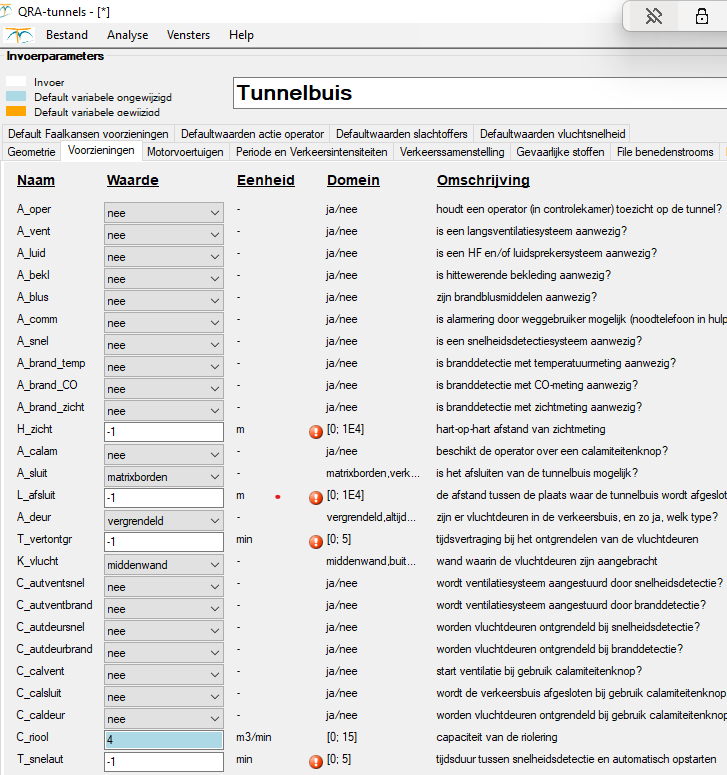 QRA-tunnels - [*]
Bestand Analyse Vensters Help
Invoerparameters
Invoer
Default variabele ongewijzigd
Default variabele gewijzigd
Tunnelbuis
Default Faalkansen voorzieningen Defaultwaarden actie operator Defaultwaarden slachtoffers Defaultwaarden vluchtsnelheid
Geometrie Voorzieningen Motorvoertuigen Periode en Verkeersintensiteiten Verkeerssamenstelling Gevaarlijke stoffen File benedenstrooms
Naam Waarde Eenheid Domein Omschrijving
A_oper nee - ja/nee houdt een operator (in controlekamer) toezicht op de tunnel?
A_vent nee - ja/nee is een langsventilatiesysteem aanwezig?
A_luid nee - ja/nee is een HF en/of luidsprekersysteem aanwezig?
A_bekl nee - ja/nee is hittewerende bekleding aanwezig?
A_blus nee - ja/nee zijn brandblusmiddelen aanwezig?
A_comm nee - ja/nee is alarmering door weggebruiker mogelijk (noodtelefoon in hulp
A_snel nee - ja/nee is een snelheidsdetectiesysteem aanwezig?
A_brand_temp nee - ja/nee is branddetectie met temperatuurmeting aanwezig?
A_brand_CO nee - ja/nee is branddetectie met CO-meting aanwezig?
A_brand_zicht nee - ja/nee is branddetectie met zichtmeting aanwezig?
H_zicht -1 m [0; 1E4] hart-op-hart afstand van zichtmeting
A_calam nee - ja/nee beschikt de operator over een calamiteitenknop?
A_sluit matrixborden - matrixborden,verk... is het afsluiten van de tunnelbuis mogelijk?
L_afsluit -1 m [0; 1E4] de afstand tussen de plaats waar de tunnelbuis wordt afgeslot
A_deur vergrendeld - vergrendeld,altijd... zijn er vluchtdeuren in de verkeersbuis, en zo ja, welk type?
T_vertontgr -1 min [0; 5] tijdsvertraging bij het ontgrendelen van de vluchtdeuren
K_vlucht middenwand - middenwand,buit... wand waarin de vluchtdeuren zijn aangebracht
C_autventsnel nee - ja/nee wordt ventilatiesysteem aangestuurd door snelheidsdetectie?
C_autventbrand nee - ja/nee wordt ventilatiesysteem aangestuurd door branddetectie?
C_autdeursnel nee - ja/nee worden vluchtdeuren ontgrendeld bij snelheidsdetectie?
C_autdeurbrand nee - ja/nee worden vluchtdeuren ontgrendeld bij branddetectie?
C_calvent nee - ja/nee start ventilatie bij gebruik calamiteitenknop?
C_calsluit nee - ja/nee wordt de verkeersbuis afgesloten bij gebruik calamiteitenknop
C_caldeur nee - ja/nee worden vluchtdeuren ontgrendeld bij gebruik calamiteitenknop
C_riool 4 m3/min [0; 15] capaciteit van de riolering
T_snelaut -1 min [0; 5] tijdsduur tussen snelheidsdetectie en automatisch opstarten